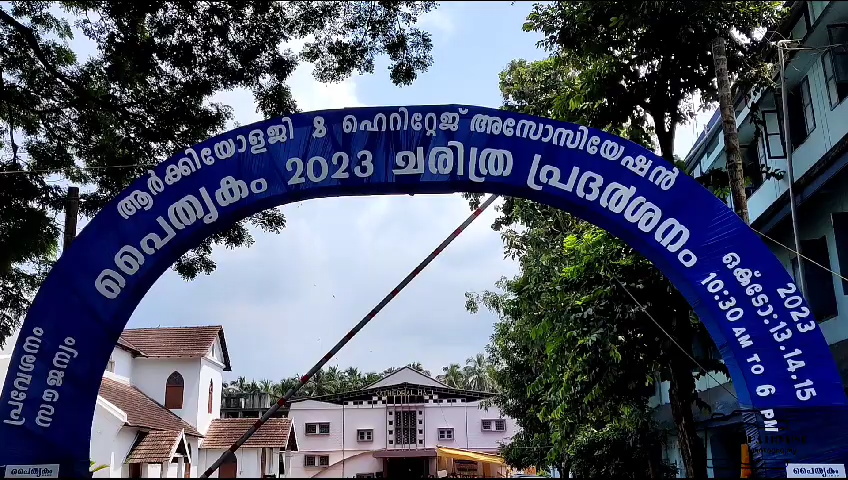 ആർക്കിയോളജി & ഹെറിറ്റേജ് അസോസിയേഷൻ
പൈതൃകം 2023 ചരിത്ര പ്രദർശനം
പ്രവേശനം
സൗജന്യം
2023
ഒക്ടോ:13.14.15
10:30 AM TO 6 PM
പൈതൃകം
പൈതൃകം